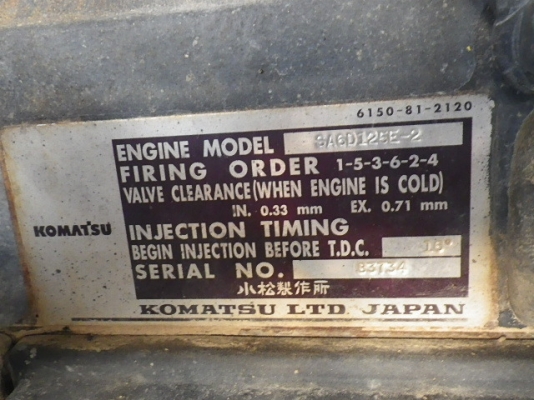 6150-81-2120
ENGINE MODEL SA6D125E-2
FIRING ORDER 1-5-3-6-2-4
VALVE CLEARANCE (WHEN ENGINE IS COLD)
IN. 0.33 mm EX. 0.71 mm
KOMATSU
INJECTION TIMING
BEGIN INJECTION BEFORE T.D.C.
SERIAL NO. 83734
小松製作所
KOMATSU LTD. JAPAN